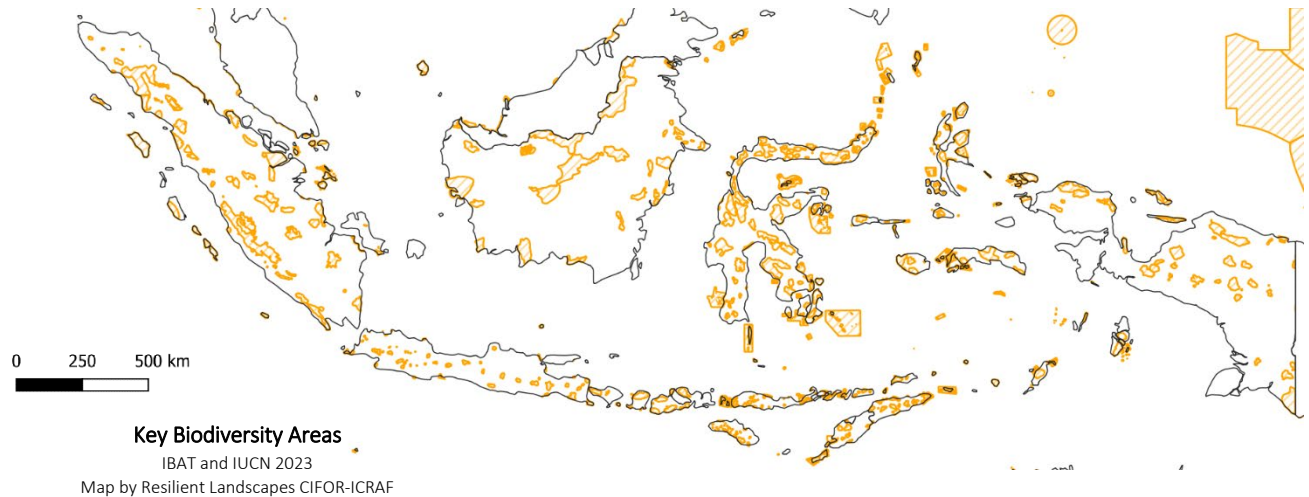 0 250 500 km
Key Biodiversity Areas
IBAT and IUCN 2023
Map by Resilient Landscapes CIFOR-ICRAF